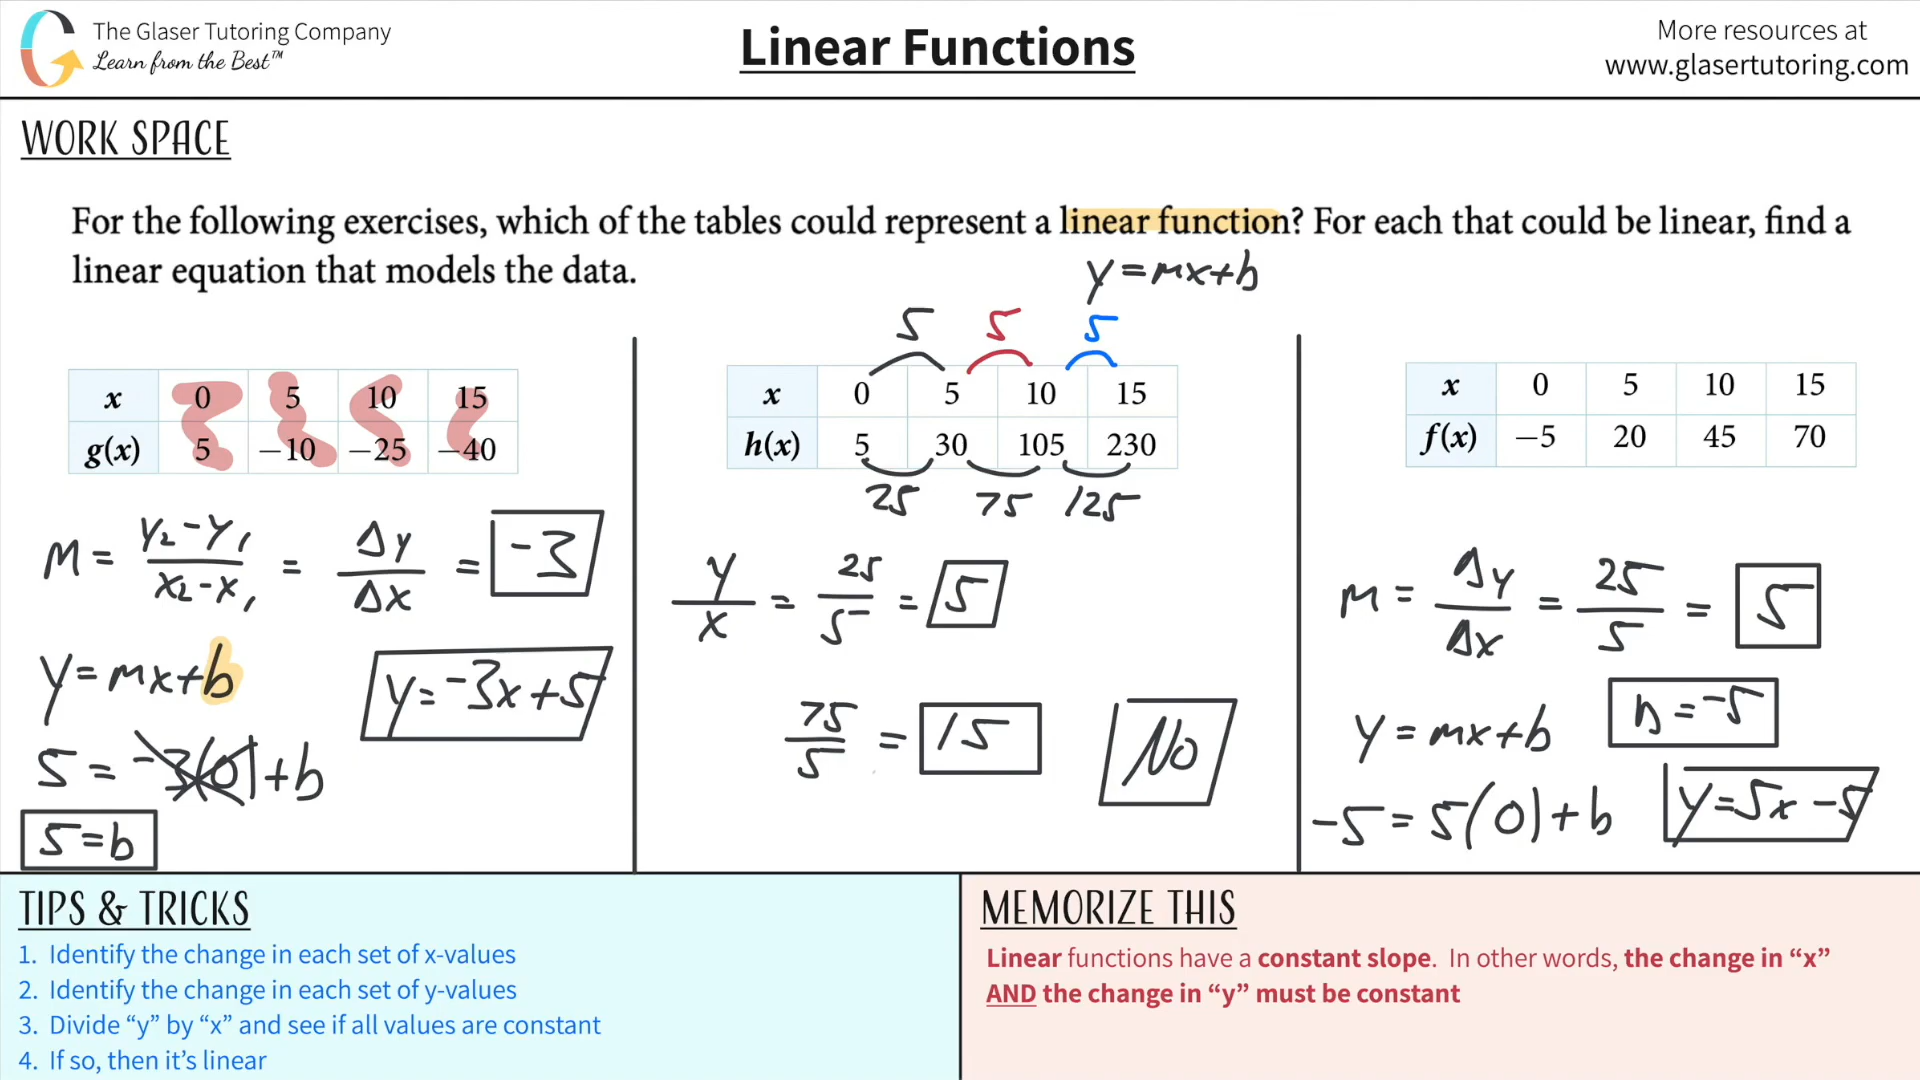 The Glaser Tutoring Company
Learn from the Best™
Linear Functions
More resources at
www.glasertutoring.com
WORK SPACE
For the following exercises, which of the tables could represent a linear function? For each that could be linear, find a
linear equation that models the data.
y = mx+b
x 0 5 10 15
g(x) 5 −10 −25 −40
M = Y₂-Y₁ / X₂-X₁ = Δy / Δx = -3
y = mx+b
y = -3x+5
5 = -3(0)+b
5=b
5 5 5
x 0 5 10 15
h(x) 5 30 105 230
25 75 125
y / x = 25 / 5 = 5
75 / 5 = 15
No
x 0 5 10 15
f(x) −5 20 45 70
M = Δy / Δx = 25 / 5 = 5
y = mx+b
b = -5
-5 = 5(0)+b
y=5x-5
TIPS & TRICKS
1. Identify the change in each set of x-values
2. Identify the change in each set of y-values
3. Divide “y” by “x” and see if all values are constant
4. If so, then it’s linear
MEMORIZE THIS
Linear functions have a constant slope. In other words, the change in “x”
AND the change in “y” must be constant